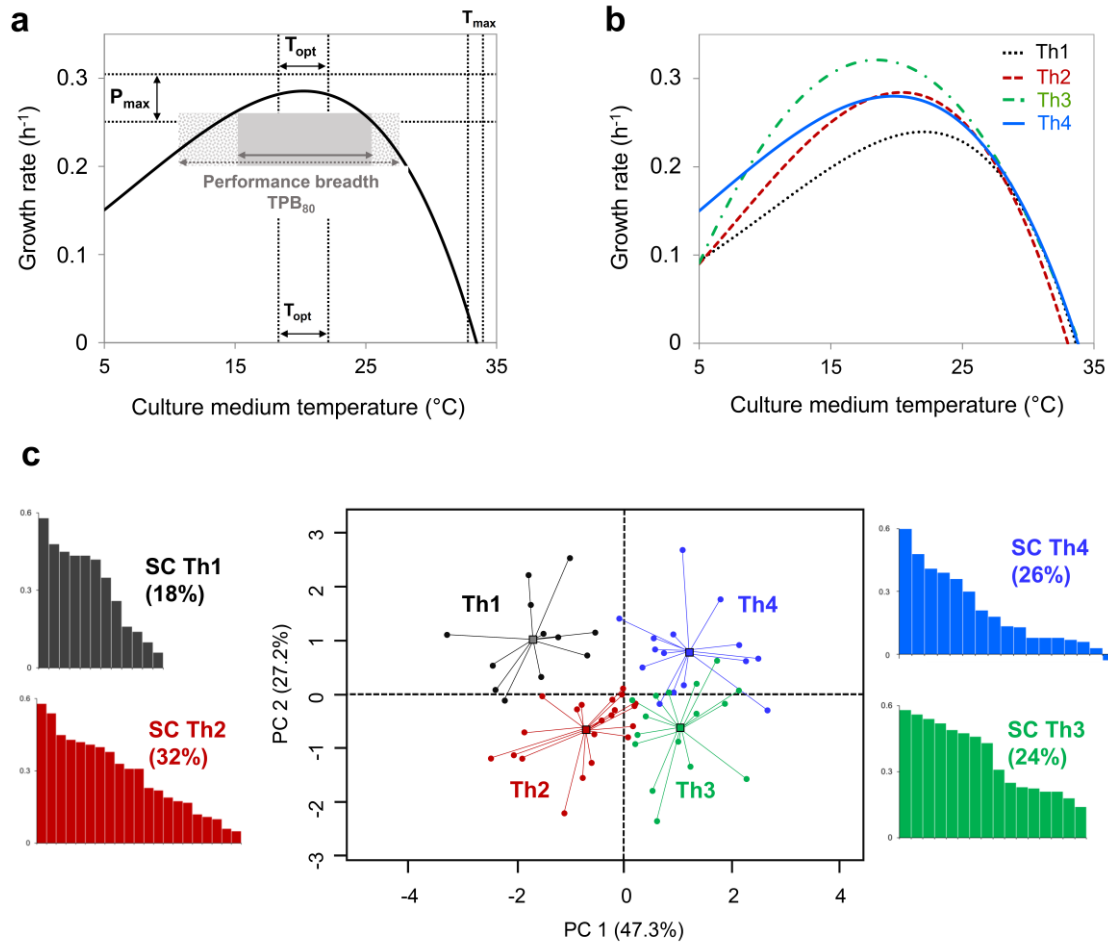 a
T_max
T_opt
0.3
P_max
0.2
Performance breadth
TPB_80
0.1
T_opt
0
5
15
25
35
Growth rate (h⁻¹)
Culture medium temperature (°C)
b
Th1
Th2
Th3
Th4
0.3
0.2
0.1
0
5
15
25
35
Growth rate (h⁻¹)
Culture medium temperature (°C)
c
0.6
0.3
0
SC Th1
(18%)
0.6
0.3
0
SC Th2
(32%)
3
2
1
0
-1
-2
-3
PC 2 (27.2%)
Th1
Th4
Th2
Th3
-4
-2
0
2
4
PC 1 (47.3%)
0.6
0.3
0
SC Th4
(26%)
0.6
0.3
0
SC Th3
(24%)